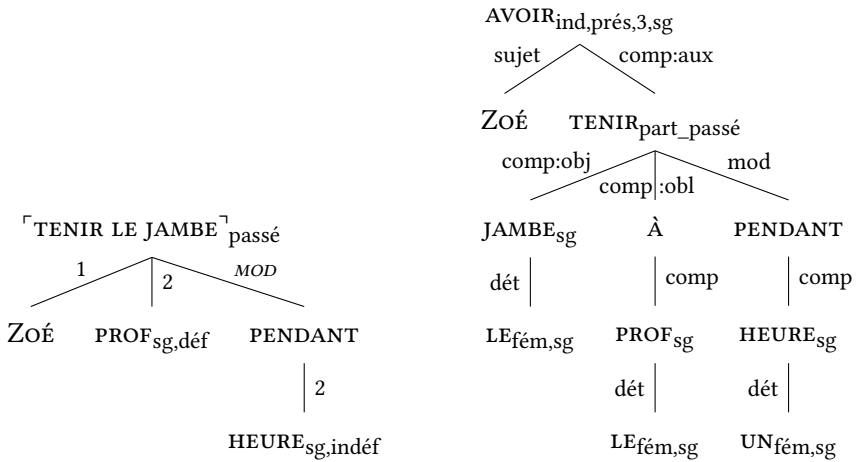 AVOIRind,prés,3,sg
sujet comp:aux
ZOÉ TENIRpart_passé
comp:obj comp:obl mod
⌜TENIR LE JAMBE⌝passé JAMBEsg À PENDANT
1 2 MOD dét comp comp
ZOÉ PROFsg,déf PENDANT LEfém,sg PROFsg HEUREsg
2 dét dét
HEUREsg,indéf LEfém,sg UNfém,sg